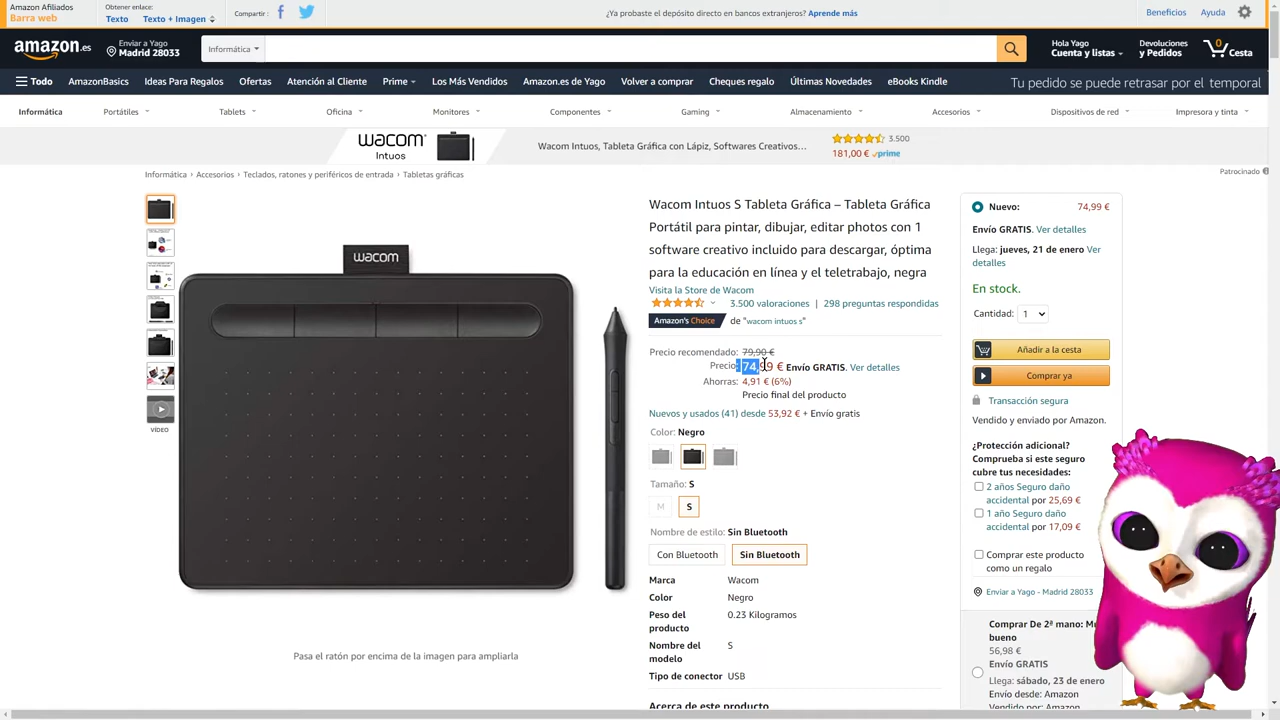 Amazon Afiliados
Barra web
Obtener enlace:
Texto
Texto + Imagen
Compartir :
¿Ya probaste el depósito directo en bancos extranjeros? Aprende más
Beneficios
Ayuda
amazon.es
Enviar a Yago
Madrid 28033
Informática
Hola Yago
Cuenta y listas
Devoluciones
y Pedidos
0
Cesta
Todo
AmazonBasics
Ideas Para Regalos
Ofertas
Atención al Cliente
Prime
Los Más Vendidos
Amazon.es de Yago
Volver a comprar
Cheques regalo
Últimas Novedades
eBooks Kindle
Tu pedido se puede retrasar por el temporal
Informática
Portátiles
Tablets
Oficina
Monitores
Componentes
Gaming
Almacenamiento
Accesorios
Dispositivos de red
Impresora y tinta
wacom
Intuos
Wacom Intuos, Tableta Gráfica con Lápiz, Softwares Creativos...
3.500
181,00 € prime
Patrocinado
Informática › Accesorios › Teclados, ratones y periféricos de entrada › Tabletas gráficas
VÍDEO
wacom
Pasa el ratón por encima de la imagen para ampliarla
Wacom Intuos S Tableta Gráfica – Tableta Gráfica
Portátil para pintar, dibujar, editar photos con 1
software creativo incluido para descargar, óptima
para la educación en línea y el teletrabajo, negra
Visita la Store de Wacom
3.500 valoraciones | 298 preguntas respondidas
Amazon's Choice de "wacom intuos s"
Precio recomendado: 79,90 €
Precio: 74,99 € Envío GRATIS. Ver detalles
Ahorras: 4,91 € (6%)
Precio final del producto
Nuevos y usados (41) desde 53,92 € + Envío gratis
Color: Negro
Tamaño: S
M
S
Nombre de estilo: Sin Bluetooth
Con Bluetooth
Sin Bluetooth
Marca Wacom
Color Negro
Peso del
producto
0.23 Kilogramos
Nombre del
modelo
S
Tipo de conector USB
Acerca de este producto
Nuevo: 74,99 €
Envío GRATIS. Ver detalles
Llega: jueves, 21 de enero Ver
detalles
En stock.
Cantidad: 1
Añadir a la cesta
Comprar ya
Transacción segura
Vendido y enviado por Amazon.
¿Protección adicional?
Comprueba si este seguro
cubre tus necesidades:
2 años Seguro daño
accidental por 25,69 €
1 año Seguro daño
accidental por 17,09 €
Comprar este producto
como un regalo
Enviar a Yago - Madrid 28033
Comprar De 2ª mano:
bueno
56,98 €
Envío GRATIS
Llega: sábado, 23 de enero
Envío desde: Amazon
Vendido por: Amazon